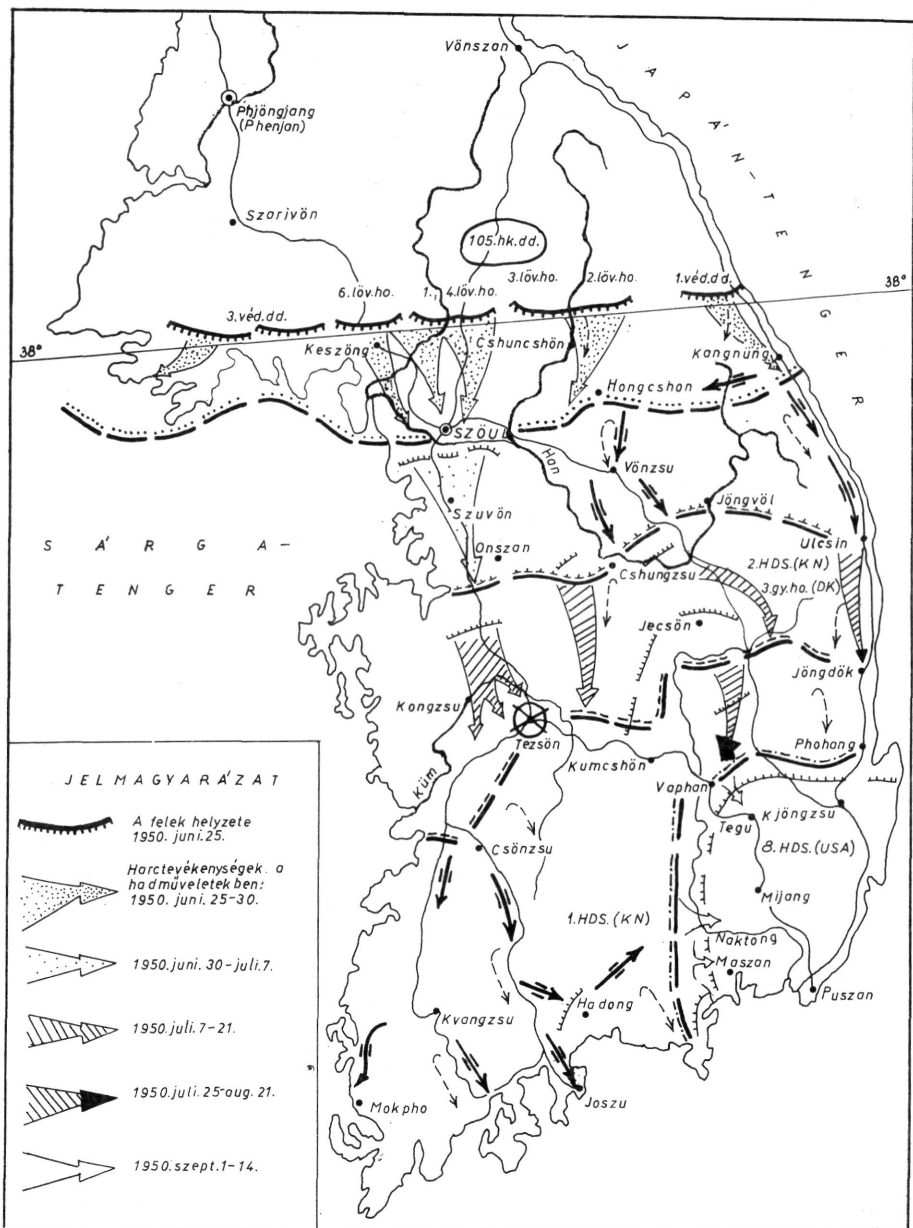 Vönszan
JAPÁN-TENGER
Phjöngjang
(Phenjan)
Szarivön
105.hk.dd.
3.véd.dd.
6.löv.ho.
1., 4.löv.ho.
3.löv.ho.
2.löv.ho.
1.véd.dd.
38°
38°
Keszöng
Cshuncshön
Kangnüng
Hongcshon
SZÖUL
Han
Vönzsu
Szuvön
Jöngvöl
Onszan
Ulcsin
SÁRGA-
TENGER
Cshungzsu
2.HDS.(KN)
3.gy.ho.(DK)
Jecsön
Jöngdök
Kongzsu
Tezsön
Phohang
Kumcshön
Vaphan
Küm
Tegu
Kjöngzsu
8.HDS.(USA)
Csönzsu
Mijang
1.HDS.(KN)
Naktong
Maszan
Puszan
Hadong
Kvangzsu
Mokpho
Joszu
JELMAGYARÁZAT
A felek helyzete
1950. juni. 25.
Harctevékenységek a
hadműveletekben:
1950. juni. 25-30.
1950. juni. 30-juli. 7.
1950. juli. 7-21.
1950. juli. 25-aug. 21.
1950. szept. 1-14.